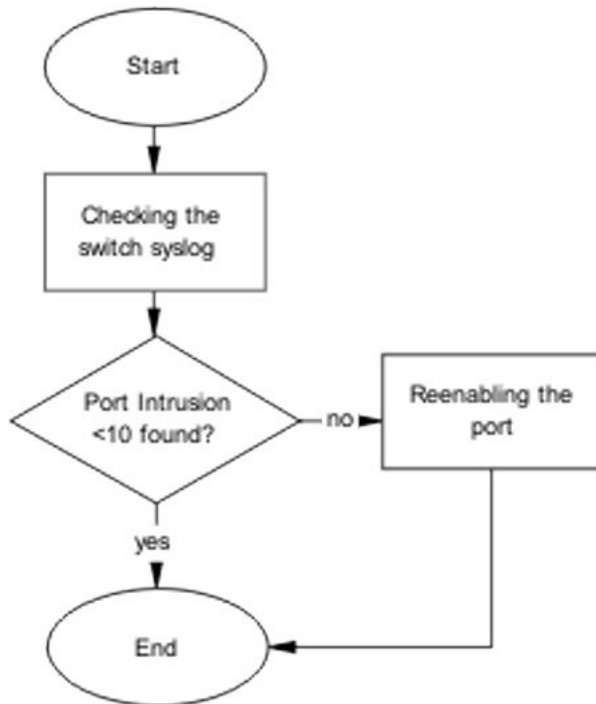 Start
Checking the
switch syslog
Port Intrusion
<10 found?
no
Reenabling the
port
yes
End